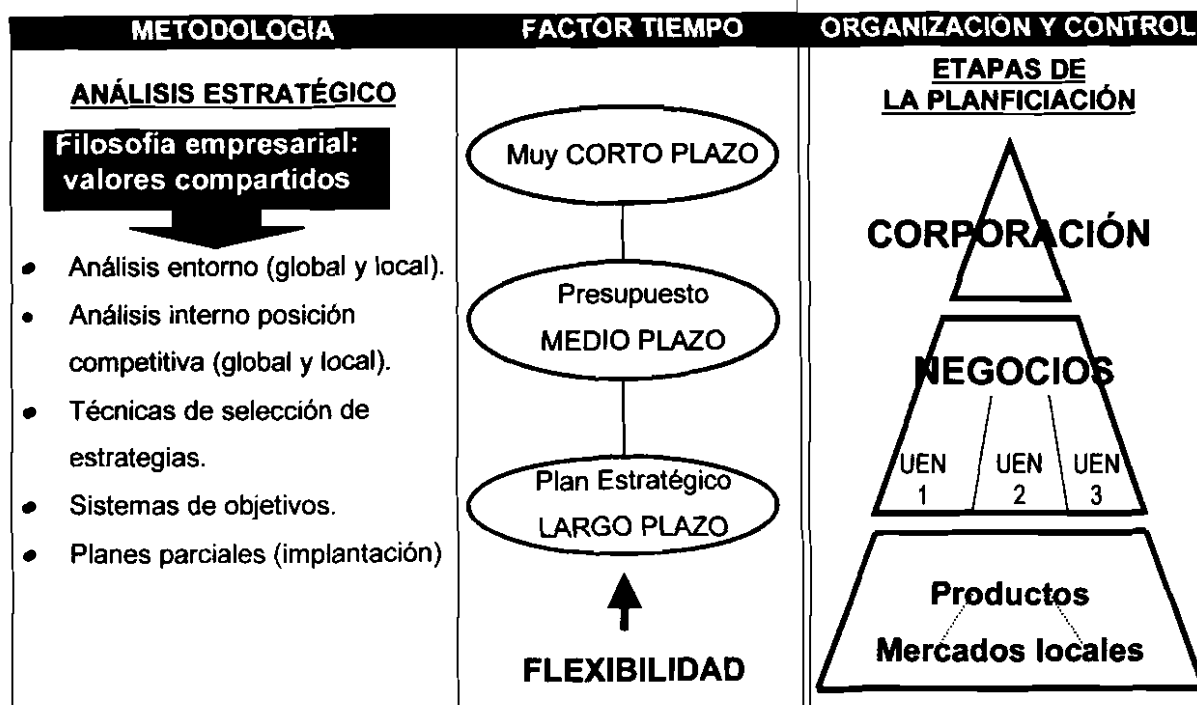 METODOLOGÍA
ANÁLISIS ESTRATÉGICO
Filosofía empresarial:
valores compartidos
• Análisis entorno (global y local).
• Análisis interno posición
competitiva (global y local).
• Técnicas de selección de
estrategias.
• Sistemas de objetivos.
• Planes parciales (implantación)
FACTOR TIEMPO
Muy CORTO PLAZO
Presupuesto
MEDIO PLAZO
Plan Estratégico
LARGO PLAZO
FLEXIBILIDAD
ORGANIZACIÓN Y CONTROL
ETAPAS DE
LA PLANFICIACIÓN
CORPORACIÓN
NEGOCIOS
UEN UEN UEN
1 2 3
Productos
Mercados locales